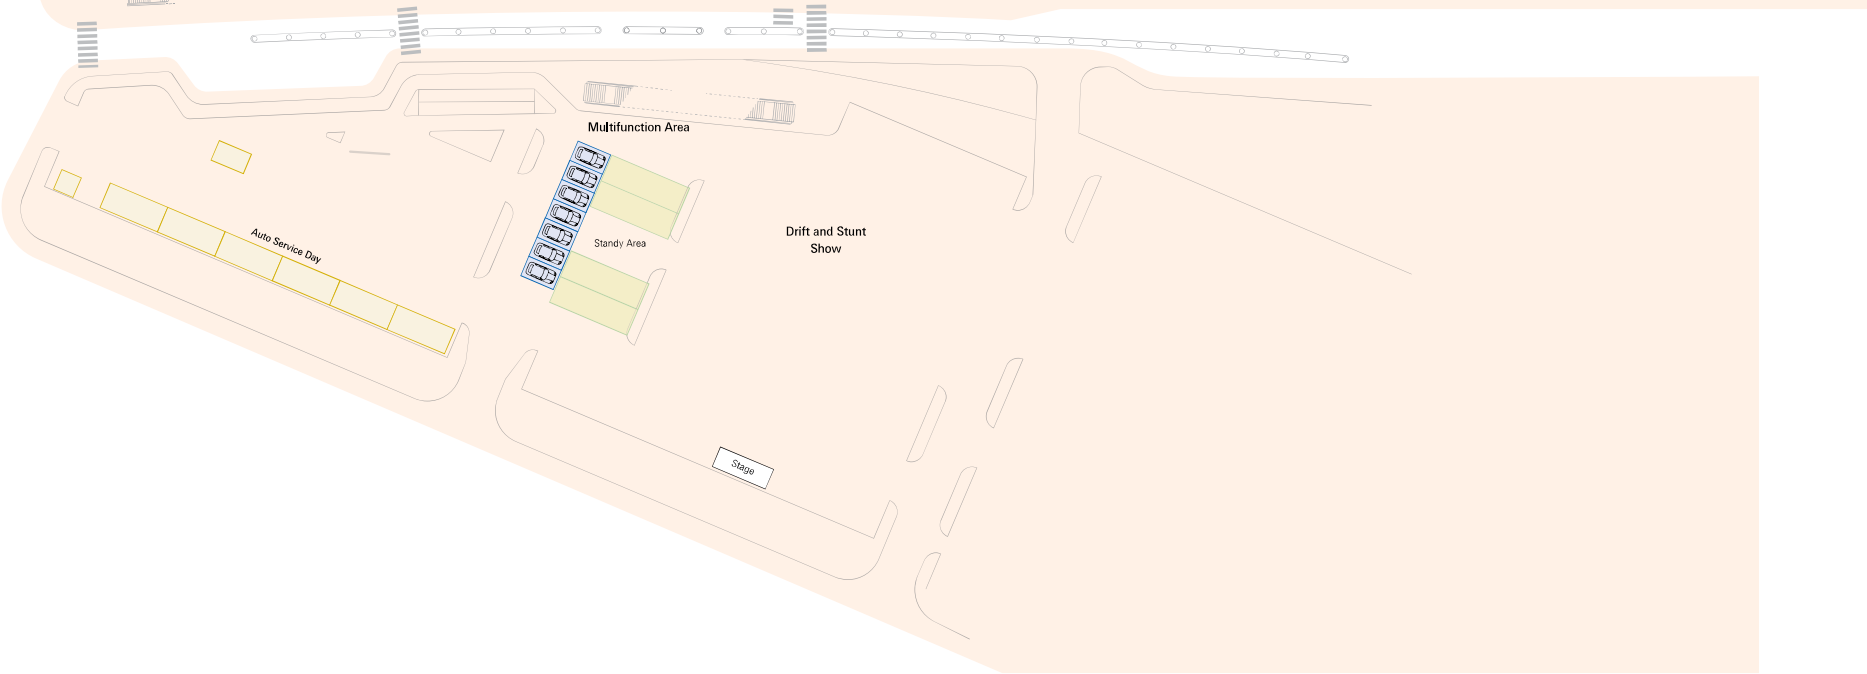 Multifunction Area
Auto Service Day
Standy Area
Drift and Stunt
Show
Stage